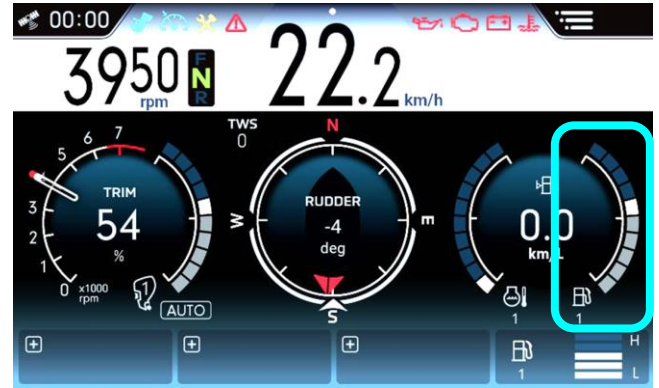 00:00
3950 rpm
F
N
R
22.2 km/h
TWS
0
7
6
5
3
2
1
0
x1000
rpm
TRIM
54
%
1
AUTO
N
W
E
S
RUDDER
-4
deg
0.0
km/L
1
1
1
H
L